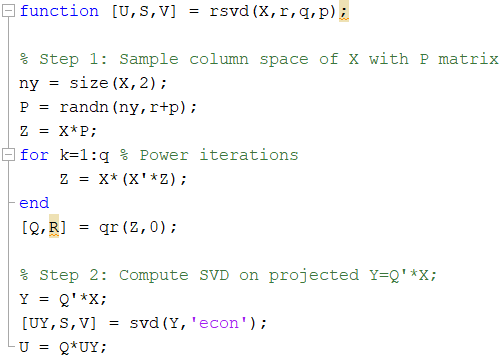 function [U,S,V] = rsvd(X,r,q,p);
% Step 1: Sample column space of X with P matrix
ny = size(X,2);
P = randn(ny,r+p);
Z = X*P;
for k=1:q % Power iterations
    Z = X*(X'*Z);
end
[Q,R] = qr(Z,0);
% Step 2: Compute SVD on projected Y=Q'*X;
Y = Q'*X;
[UY,S,V] = svd(Y,'econ');
U = Q*UY;